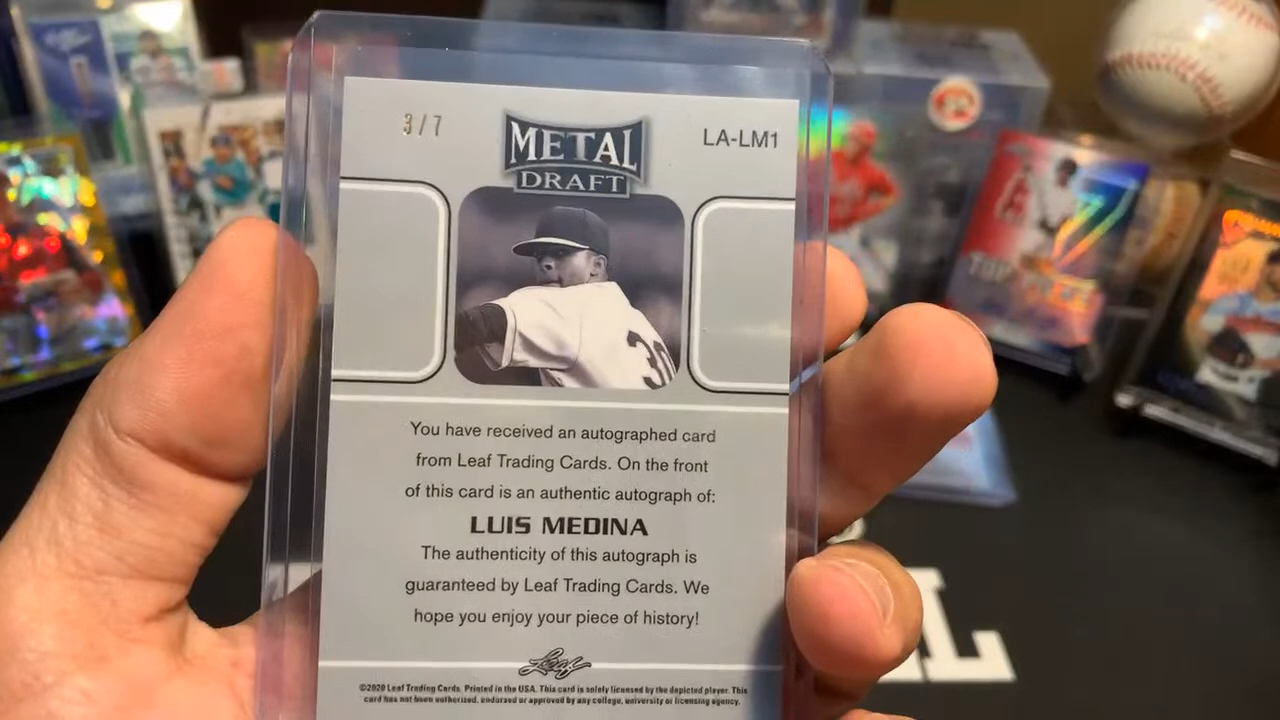 3/7
METAL
DRAFT
LA-LM1
30
You have received an autographed card
from Leaf Trading Cards. On the front
of this card is an authentic autograph of:
LUIS MEDINA
The authenticity of this autograph is
guaranteed by Leaf Trading Cards. We
hope you enjoy your piece of history!
Leaf
©2020 Leaf Trading Cards. Printed in the USA. This card is solely licensed by the depicted player. This
card has not been authorized, endorsed or approved by any college, university or licensing agency.